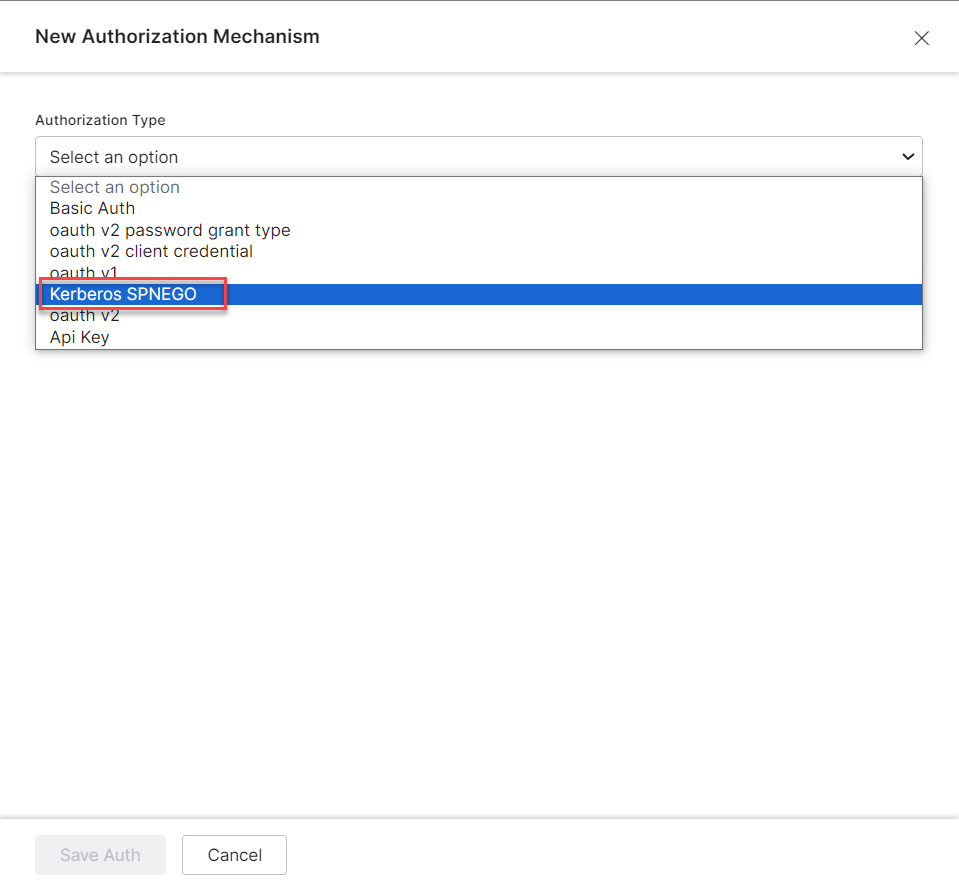 New Authorization Mechanism
Authorization Type
Select an option
Select an option
Basic Auth
oauth v2 password grant type
oauth v2 client credential
oauth v1
Kerberos SPNEGO
oauth v2
Api Key
Save Auth
Cancel